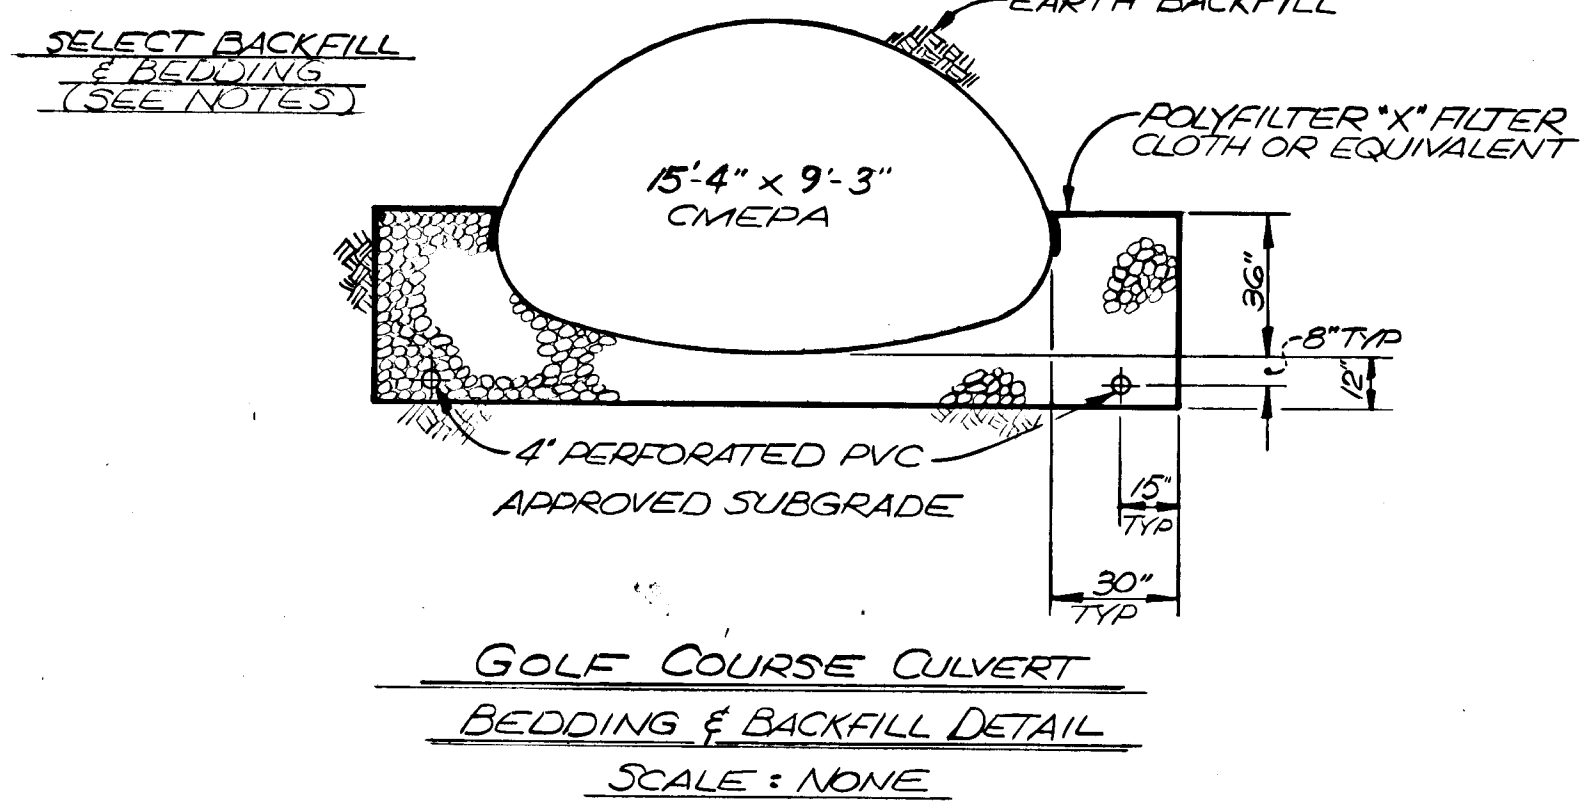 EARTH BACKFILL
SELECT BACKFILL
& BEDDING
(SEE NOTES)
POLYFILTER "X" FILTER
CLOTH OR EQUIVALENT
15'-4" x 9'-3"
CMEPA
36"
8" TYP
12"
4" PERFORATED PVC
APPROVED SUBGRADE
15"
TYP
30"
TYP
GOLF COURSE CULVERT
BEDDING & BACKFILL DETAIL
SCALE : NONE